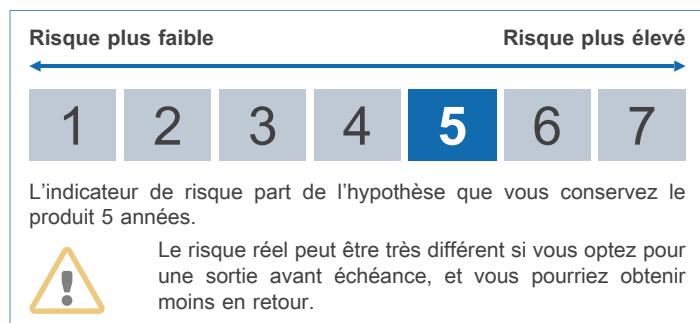 Risque plus faible Risque plus élevé
1 2 3 4 5 6 7
L'indicateur de risque part de l'hypothèse que vous conservez le
produit 5 années.
Le risque réel peut être très différent si vous optez pour
une sortie avant échéance, et vous pourriez obtenir
moins en retour.